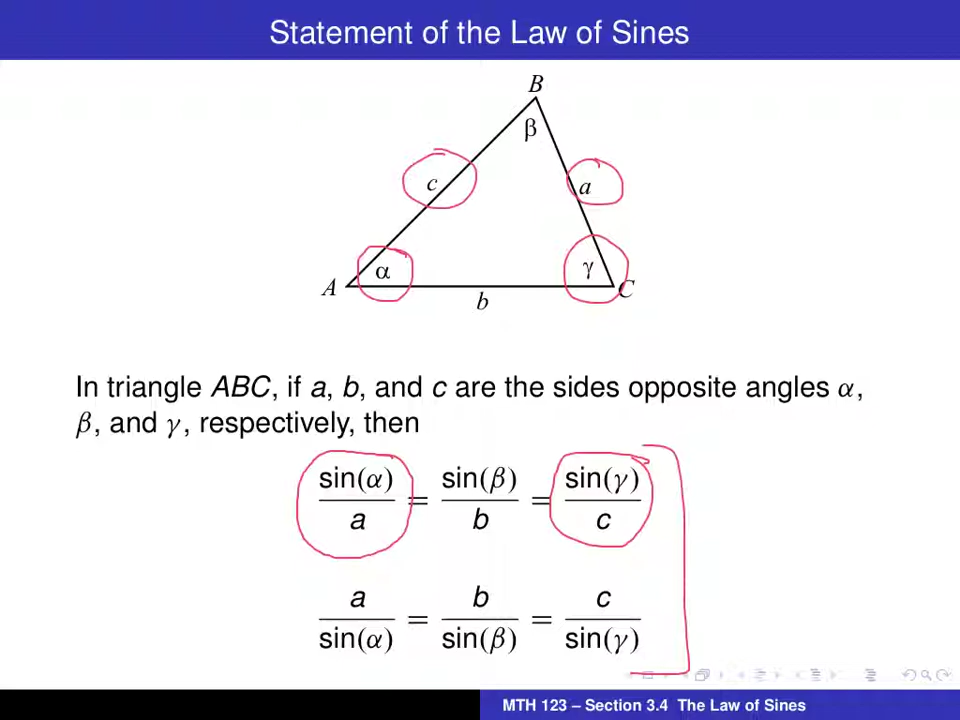 Statement of the Law of Sines
B
β
c
a
α
γ
A
C
b
In triangle ABC, if a, b, and c are the sides opposite angles α,
β, and γ, respectively, then
sin(α)/a = sin(β)/b = sin(γ)/c
a/sin(α) = b/sin(β) = c/sin(γ)
MTH 123 – Section 3.4 The Law of Sines